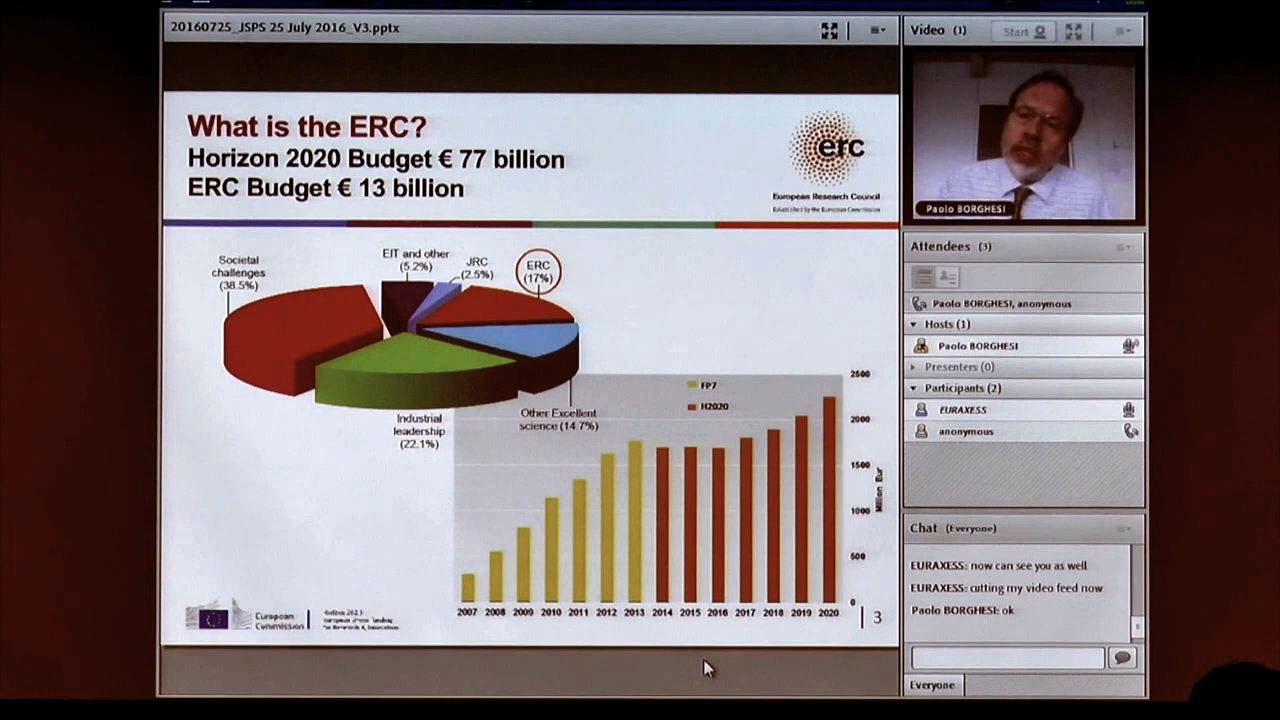 20160725_JSPS 25 July 2016_V3.pptx
What is the ERC?
Horizon 2020 Budget € 77 billion
ERC Budget € 13 billion
erc
European Research Council
Established by the European Commission
Societal
challenges
(38.5%)
EIT and other
(5.2%)
JRC
(2.5%)
ERC
(17%)
Industrial
leadership
(22.1%)
Other Excellent
science (14.7%)
FP7
H2020
2500
2000
1500
1000
500
0
Million Eur
2007 2008 2009 2010 2011 2012 2013 2014 2015 2016 2017 2018 2019 2020
European
Commission
3
Video (1)
Start
Paolo BORGHESI
Attendees (3)
Paolo BORGHESI, anonymous
Hosts (1)
Paolo BORGHESI
Presenters (0)
Participants (2)
EURAXESS
anonymous
Chat (Everyone)
EURAXESS: now can see you as well
EURAXESS: cutting my video feed now
Paolo BORGHESI: ok
Everyone